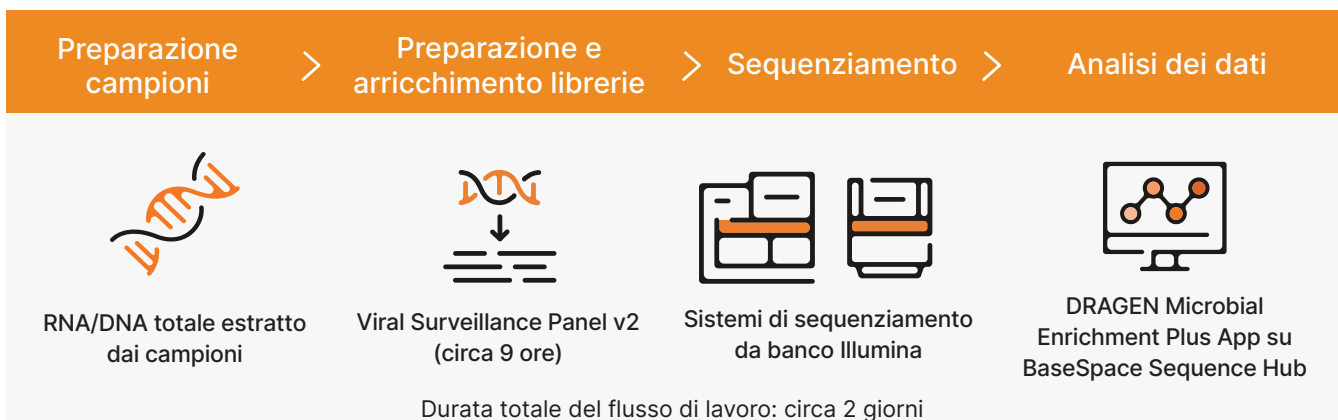 Preparazione
campioni
Preparazione e
arricchimento librerie
Sequenziamento
Analisi dei dati
RNA/DNA totale estratto
dai campioni
Viral Surveillance Panel v2
(circa 9 ore)
Sistemi di sequenziamento
da banco Illumina
DRAGEN Microbial
Enrichment Plus App su
BaseSpace Sequence Hub
Durata totale del flusso di lavoro: circa 2 giorni